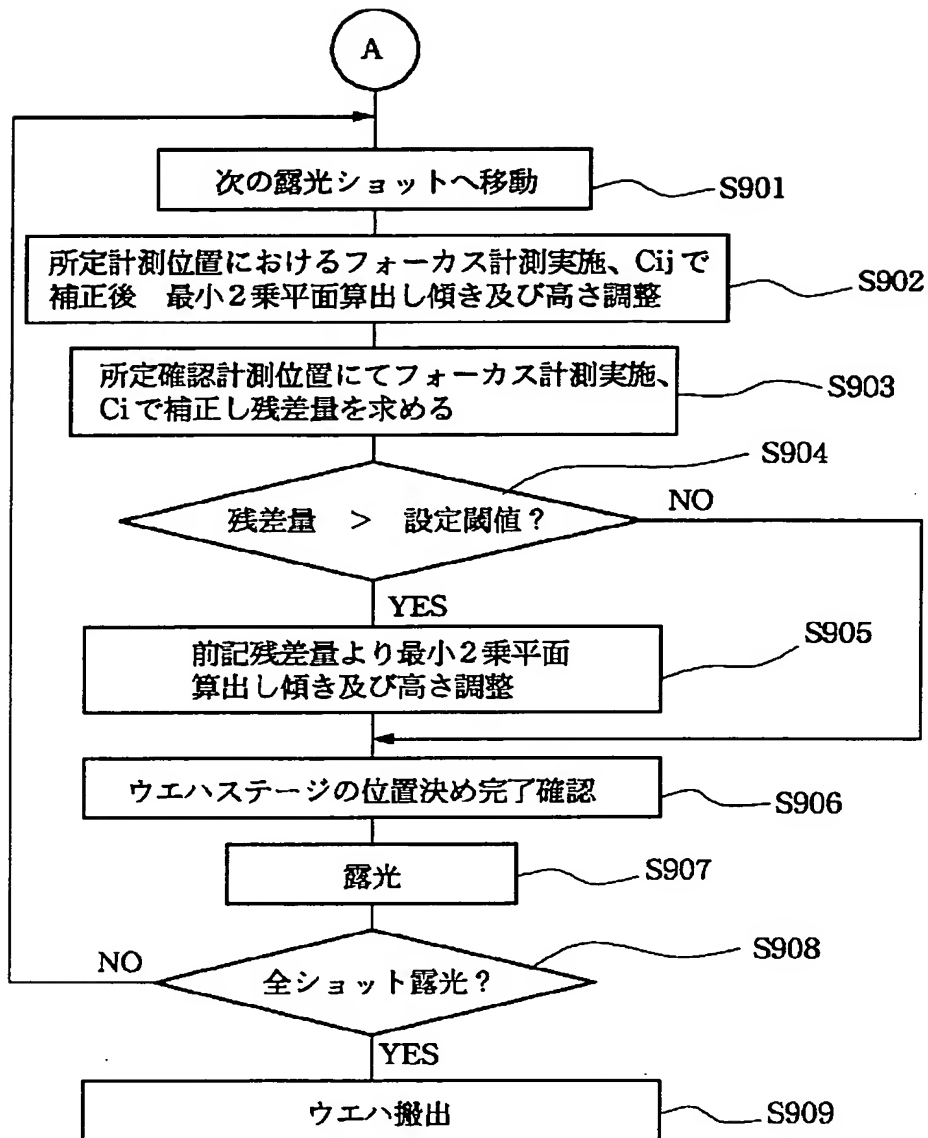 A
次の露光ショットへ移動
S901
所定計測位置におけるフォーカス計測実施、Cijで
補正後 最小2乗平面算出し傾き及び高さ調整
S902
所定確認計測位置にてフォーカス計測実施、
Ciで補正し残差量を求める
S903
S904
残差量 > 設定閾値?
NO
YES
前記残差量より最小2乗平面
算出し傾き及び高さ調整
S905
ウエハステージの位置決め完了確認
S906
露光
S907
S908
NO
全ショット露光?
YES
ウエハ搬出
S909